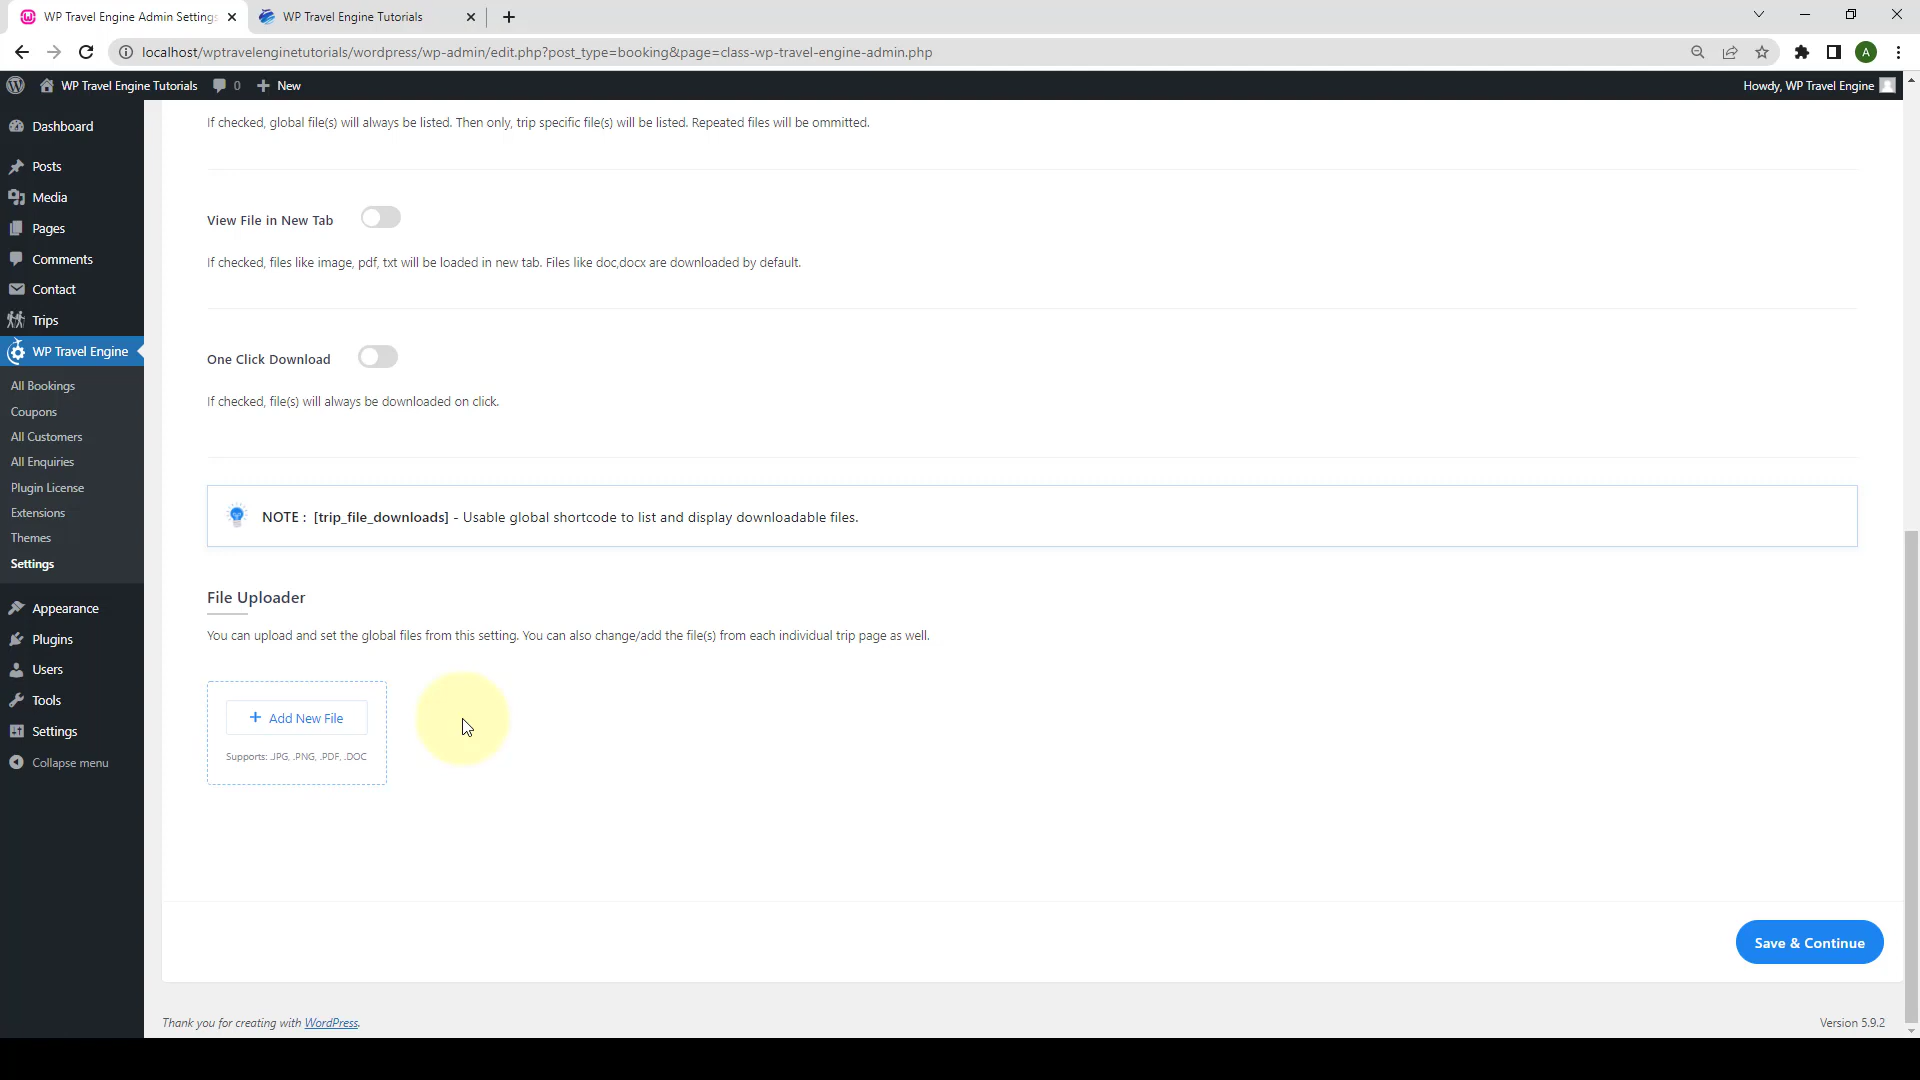 WP Travel Engine Admin Settings
WP Travel Engine Tutorials
localhost/wptravelenginetutorials/wordpress/wp-admin/edit.php?post_type=booking&page=class-wp-travel-engine-admin.php
A
WP Travel Engine Tutorials
0
New
Howdy, WP Travel Engine
Dashboard
Posts
Media
Pages
Comments
Contact
Trips
WP Travel Engine
All Bookings
Coupons
All Customers
All Enquiries
Plugin License
Extensions
Themes
Settings
Appearance
Plugins
Users
Tools
Settings
Collapse menu
If checked, global file(s) will always be listed. Then only, trip specific file(s) will be listed. Repeated files will be ommitted.
View File in New Tab
If checked, files like image, pdf, txt will be loaded in new tab. Files like doc,docx are downloaded by default.
One Click Download
If checked, file(s) will always be downloaded on click.
NOTE : [trip_file_downloads] - Usable global shortcode to list and display downloadable files.
File Uploader
You can upload and set the global files from this setting. You can also change/add the file(s) from each individual trip page as well.
+ Add New File
Supports: .JPG, .PNG, .PDF, .DOC
Save & Continue
Thank you for creating with WordPress.
Version 5.9.2